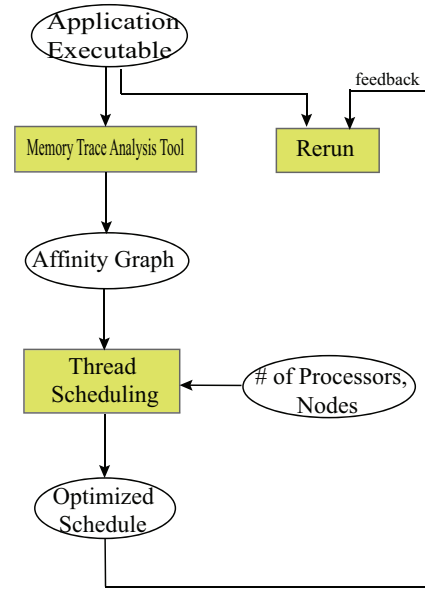 Application
Executable
feedback
Memory Trace Analysis Tool
Rerun
Affinity Graph
Thread
Scheduling
# of Processors,
Nodes
Optimized
Schedule